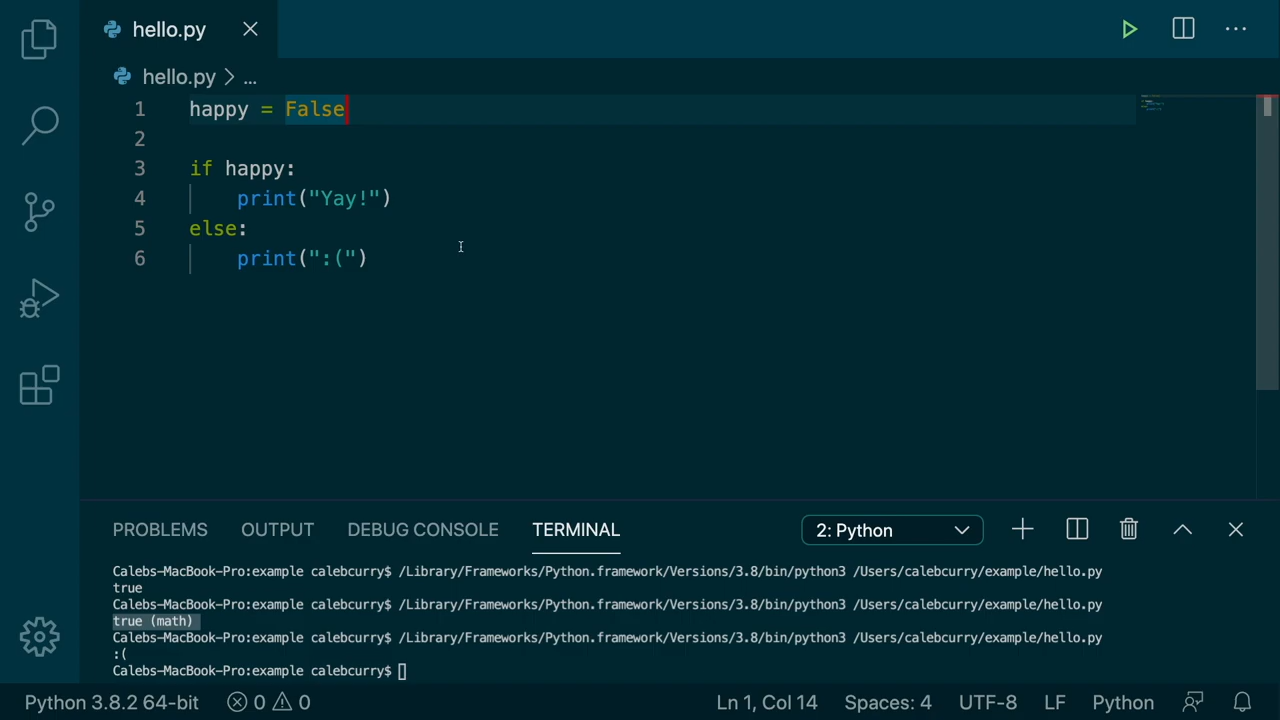 hello.py
hello.py > ...
1 happy = False
2
3 if happy:
4     print("Yay!")
5 else:
6     print(":(")
PROBLEMS OUTPUT DEBUG CONSOLE TERMINAL 2: Python
Calebs-MacBook-Pro:example calebcurry$ /Library/Frameworks/Python.framework/Versions/3.8/bin/python3 /Users/calebcurry/example/hello.py
true
Calebs-MacBook-Pro:example calebcurry$ /Library/Frameworks/Python.framework/Versions/3.8/bin/python3 /Users/calebcurry/example/hello.py
true (math)
Calebs-MacBook-Pro:example calebcurry$ /Library/Frameworks/Python.framework/Versions/3.8/bin/python3 /Users/calebcurry/example/hello.py
:(
Calebs-MacBook-Pro:example calebcurry$
Python 3.8.2 64-bit 0 0 Ln 1, Col 14 Spaces: 4 UTF-8 LF Python